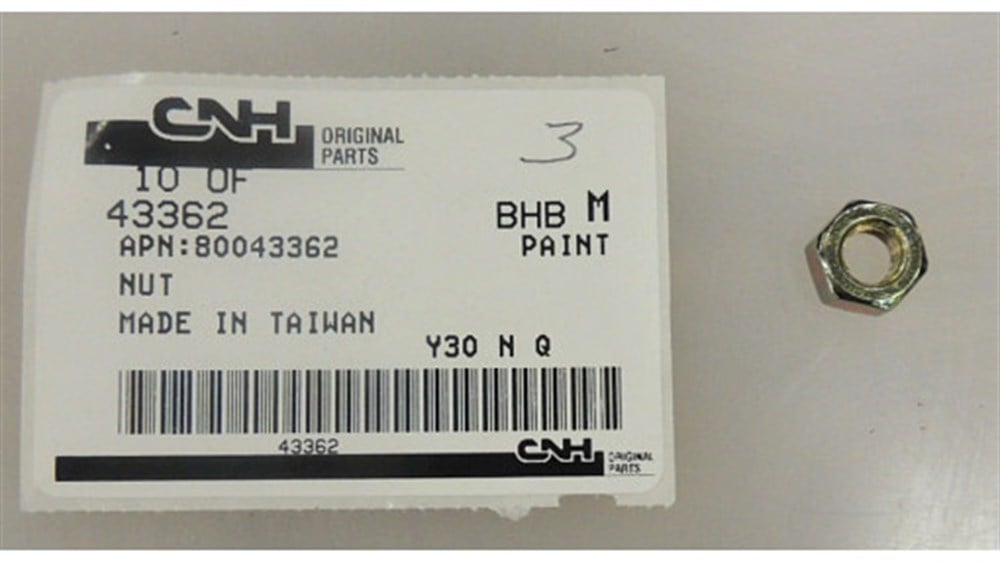 CNH ORIGINAL
PARTS
3
10 OF
43362
BHB M
APN:80043362
PAINT
NUT
MADE IN TAIWAN
Y30 N Q
43362
CNH ORIGINAL
PARTS